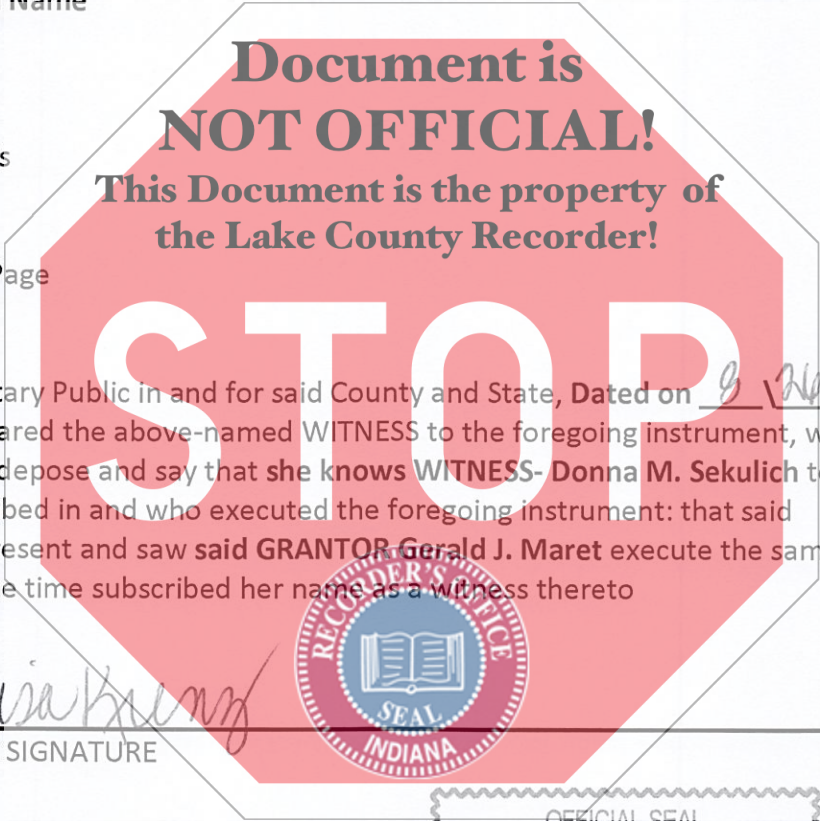 Name
Document is
NOT OFFICIAL!
This Document is the property of
the Lake County Recorder!
s
Page
STOP
ary Public in and for said County and State, Dated on 8 \ 26
ared the above-named WITNESS to the foregoing instrument, w
depose and say that she knows WITNESS- Donna M. Sekulich t
bed in and who executed the foregoing instrument: that said
esent and saw said GRANTOR Gerald J. Maret execute the sam
e time subscribed her name as a witness thereto
RECORDER'S OFFICE
SEAL
INDIANA
isa Krenz
SIGNATURE
OFFICIAL SEAL